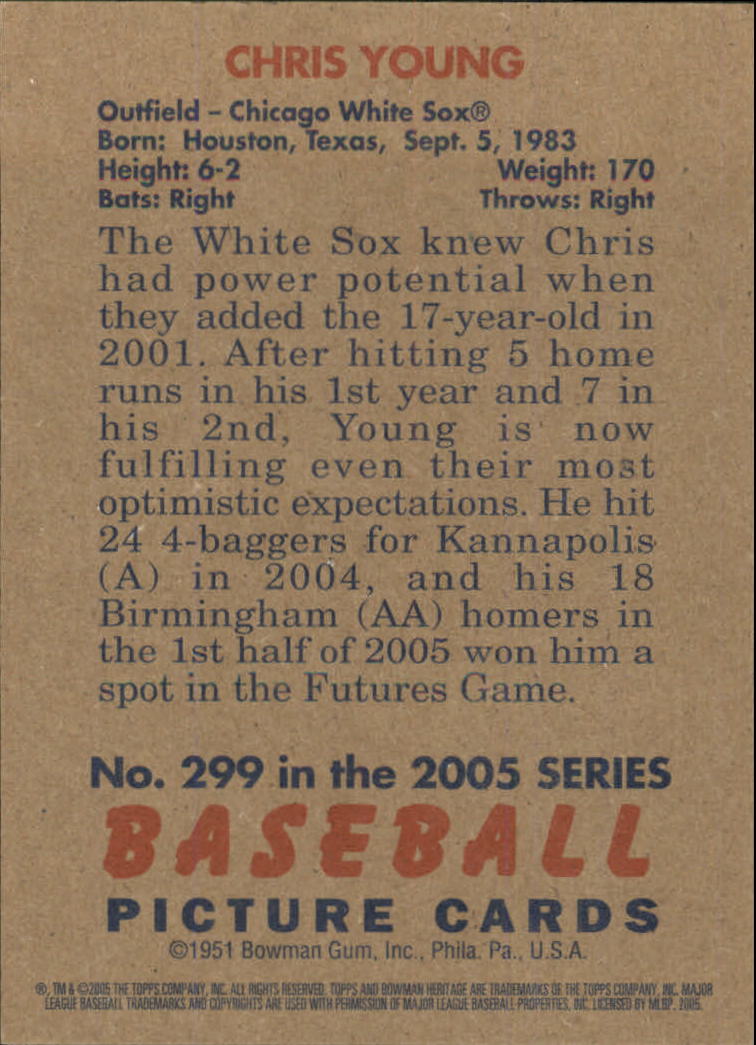 CHRIS YOUNG
Outfield – Chicago White Sox®
Born: Houston, Texas, Sept. 5, 1983
Height: 6-2 Weight: 170
Bats: Right Throws: Right
The White Sox knew Chris
had power potential when
they added the 17-year-old in
2001. After hitting 5 home
runs in his 1st year and 7 in
his 2nd, Young is now
fulfilling even their most
optimistic expectations. He hit
24 4-baggers for Kannapolis
(A) in 2004, and his 18
Birmingham (AA) homers in
the 1st half of 2005 won him a
spot in the Futures Game.
No. 299 in the 2005 SERIES
BASEBALL
PICTURE CARDS
©1951 Bowman Gum, Inc., Phila. Pa., U.S.A.
®, TM & ©2005 THE TOPPS COMPANY, INC. ALL RIGHTS RESERVED. TOPPS AND BOWMAN HERITAGE ARE TRADEMARKS OF THE TOPPS COMPANY, INC. MAJOR
LEAGUE BASEBALL TRADEMARKS AND COPYRIGHTS ARE USED WITH PERMISSION OF MAJOR LEAGUE BASEBALL PROPERTIES, INC. LICENSED BY MLBP, 2005.